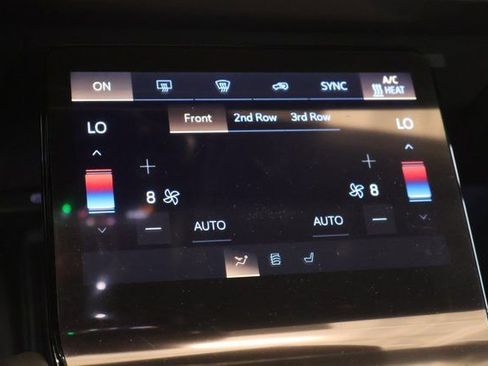 ON SYNC A/C HEAT
Front 2nd Row 3rd Row
LO LO
8 8
AUTO AUTO